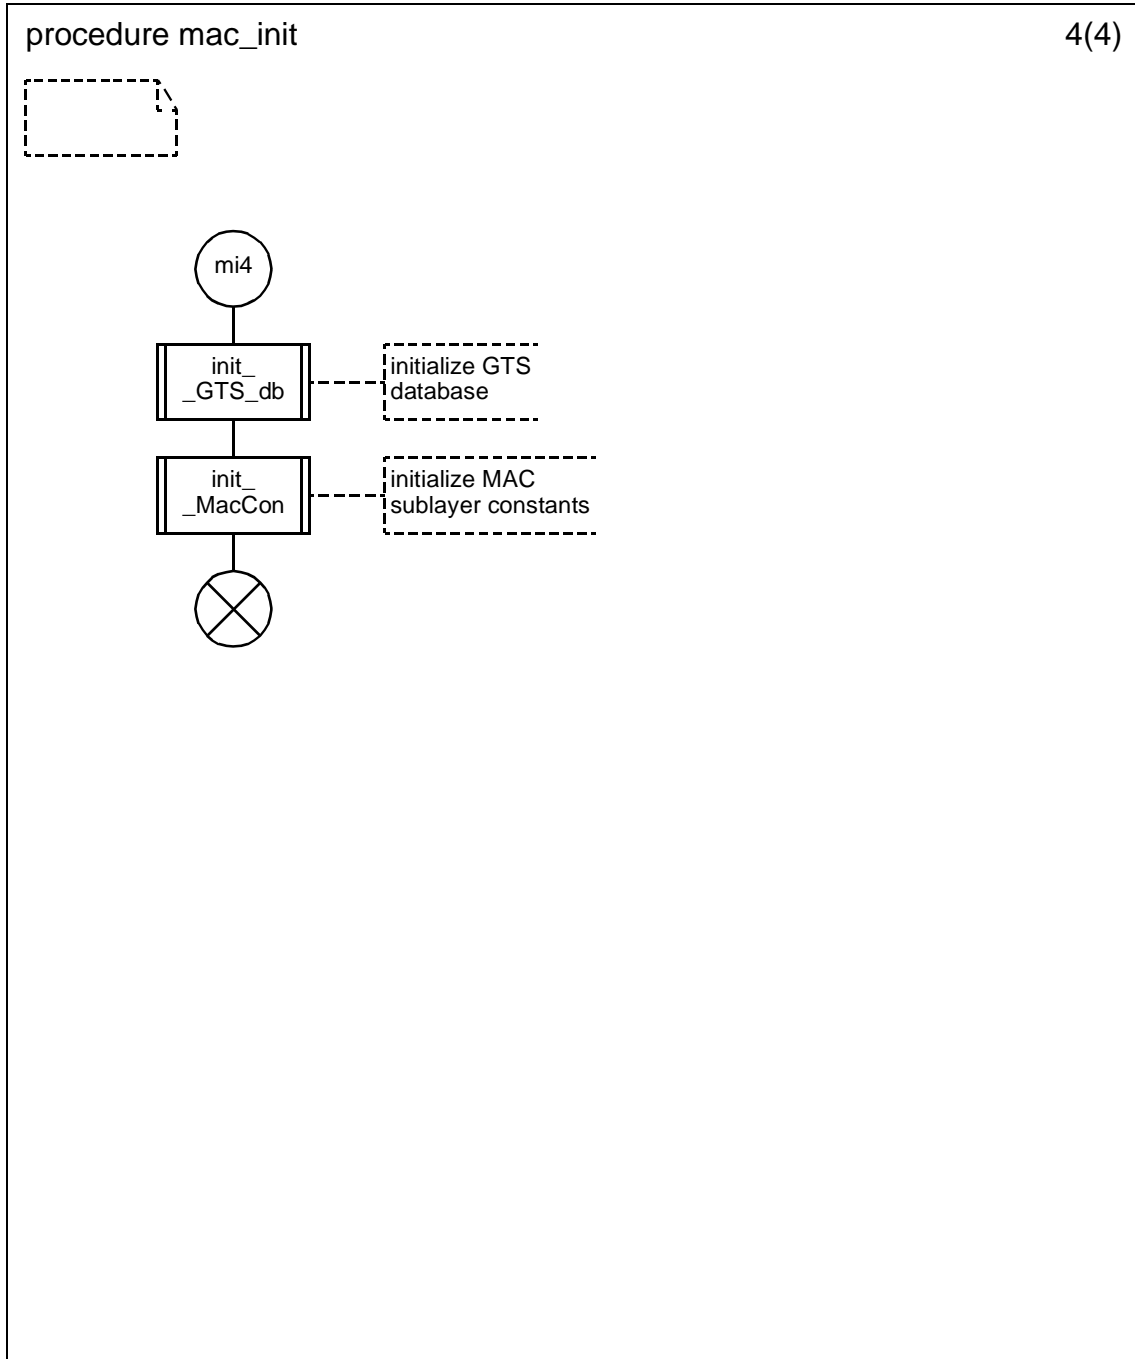 procedure mac_init
4(4)
mi4
init_
_GTS_db
initialize GTS
database
init_
_MacCon
initialize MAC
sublayer constants